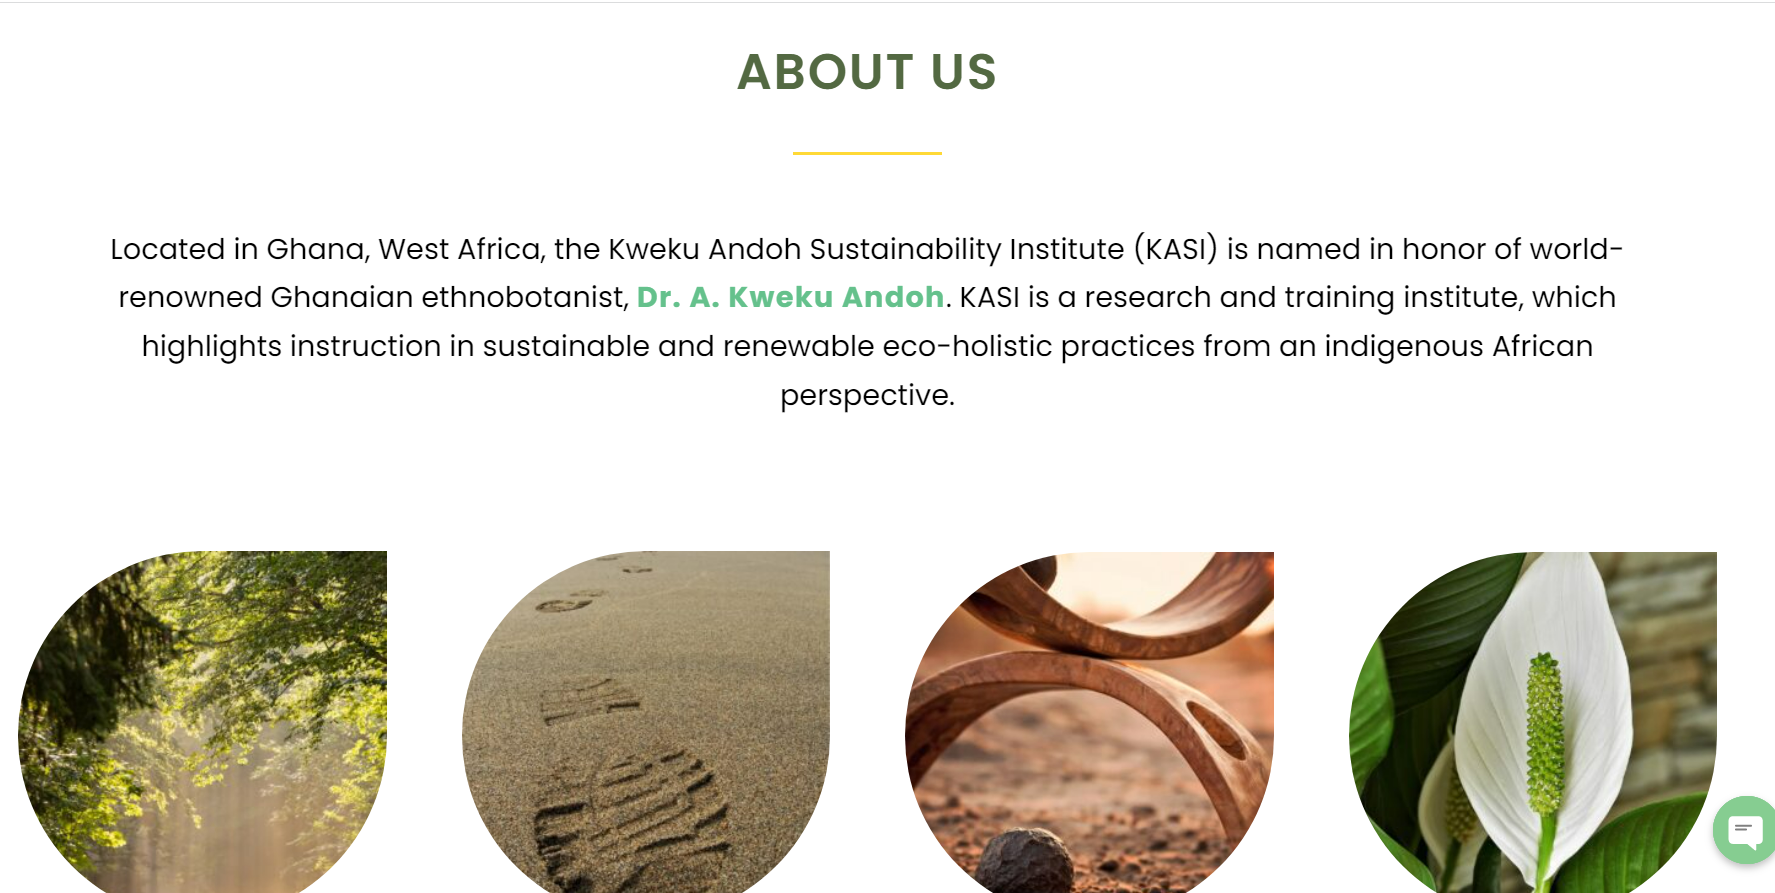 ABOUT US
Located in Ghana, West Africa, the Kweku Andoh Sustainability Institute (KASI) is named in honor of world-
renowned Ghanaian ethnobotanist, Dr. A. Kweku Andoh. KASI is a research and training institute, which
highlights instruction in sustainable and renewable eco-holistic practices from an indigenous African
perspective.